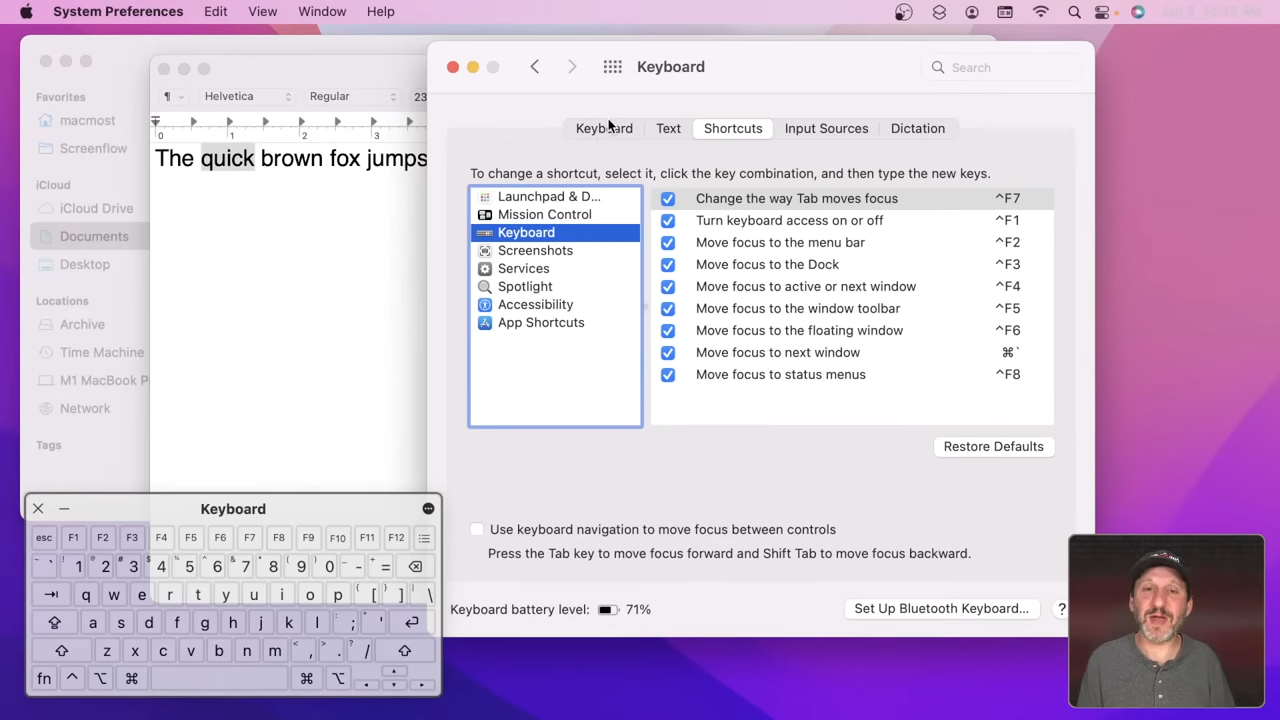 System Preferences Edit View Window Help
Keyboard
Search
Favorites
macmost
Screenflow
iCloud
iCloud Drive
Documents
Desktop
Locations
Archive
Time Machine
M1 MacBook P
Network
Tags
¶ Helvetica Regular 23
0 1 2 3
The quick brown fox jumps
Keyboard Text Shortcuts Input Sources Dictation
To change a shortcut, select it, click the key combination, and then type the new keys.
Launchpad & D...
Mission Control
Keyboard
Screenshots
Services
Spotlight
Accessibility
App Shortcuts
Change the way Tab moves focus ^F7
Turn keyboard access on or off ^F1
Move focus to the menu bar ^F2
Move focus to the Dock ^F3
Move focus to active or next window ^F4
Move focus to the window toolbar ^F5
Move focus to the floating window ^F6
Move focus to next window ⌘`
Move focus to status menus ^F8
Restore Defaults
Use keyboard navigation to move focus between controls
Press the Tab key to move focus forward and Shift Tab to move focus backward.
Keyboard battery level: 71%
Set Up Bluetooth Keyboard... ?
Keyboard
esc F1 F2 F3 F4 F5 F6 F7 F8 F9 F10 F11 F12
~ ` ! 1 @ 2 # 3 $ 4 % 5 ^ 6 & 7 * 8 ( 9 ) 0 _ - + =
q w e r t y u i o p { [ } ] | \
a s d f g h j k l : ; " '
z x c v b n m < , > . ? /
fn ^ ⌥ ⌘ ⌘ ⌥